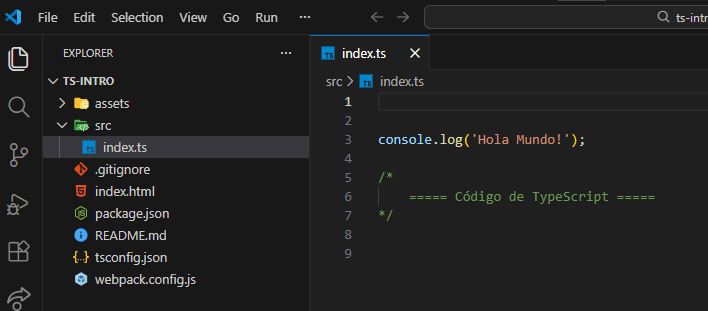 File Edit Selection View Go Run ... ts-intr
EXPLORER ...
index.ts
TS-INTRO
src > index.ts
assets
1
src
2
index.ts
3 console.log('Hola Mundo!');
.gitignore
4
index.html
5 /*
package.json
6 ===== Código de TypeScript =====
README.md
7 */
tsconfig.json
8
webpack.config.js
9